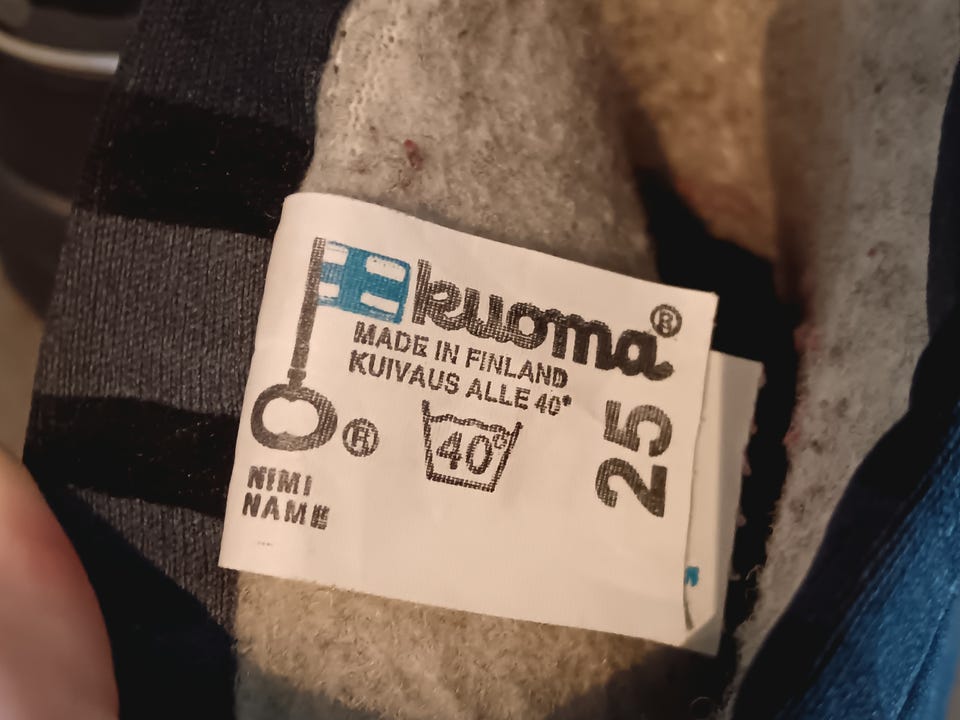 kuoma®
MADE IN FINLAND
KUIVAUS ALLE 40°
40°
25
®
NIMI
NAME